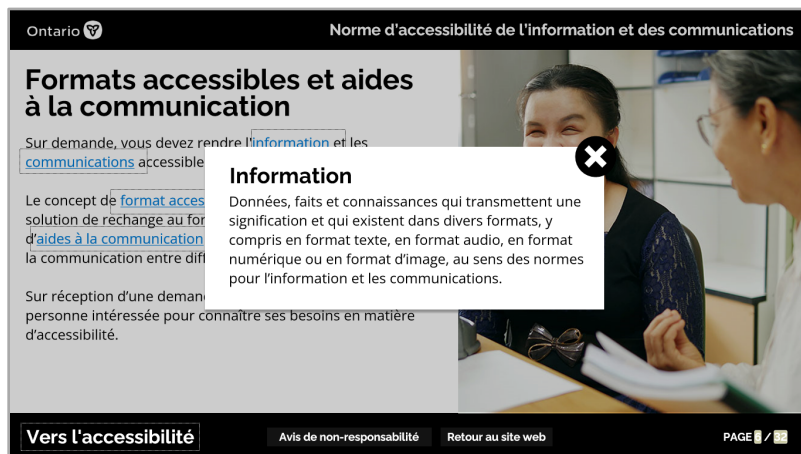 Ontario
Norme d'accessibilité de l'information et des communications
Formats accessibles et aides
à la communication
Sur demande, vous devez rendre l'information et les
communications accessible
Le concept de format acces
solution de rechange au for
d'aides à la communication
la communication entre diff
Sur réception d'une deman
personne intéressée pour connaître ses besoins en matière
d'accessibilité.
Information
Données, faits et connaissances qui transmettent une
signification et qui existent dans divers formats, y
compris en format texte, en format audio, en format
numérique ou en format d'image, au sens des normes
pour l'information et les communications.
Vers l'accessibilité
Avis de non-responsabilité
Retour au site web
PAGE 6 / 32